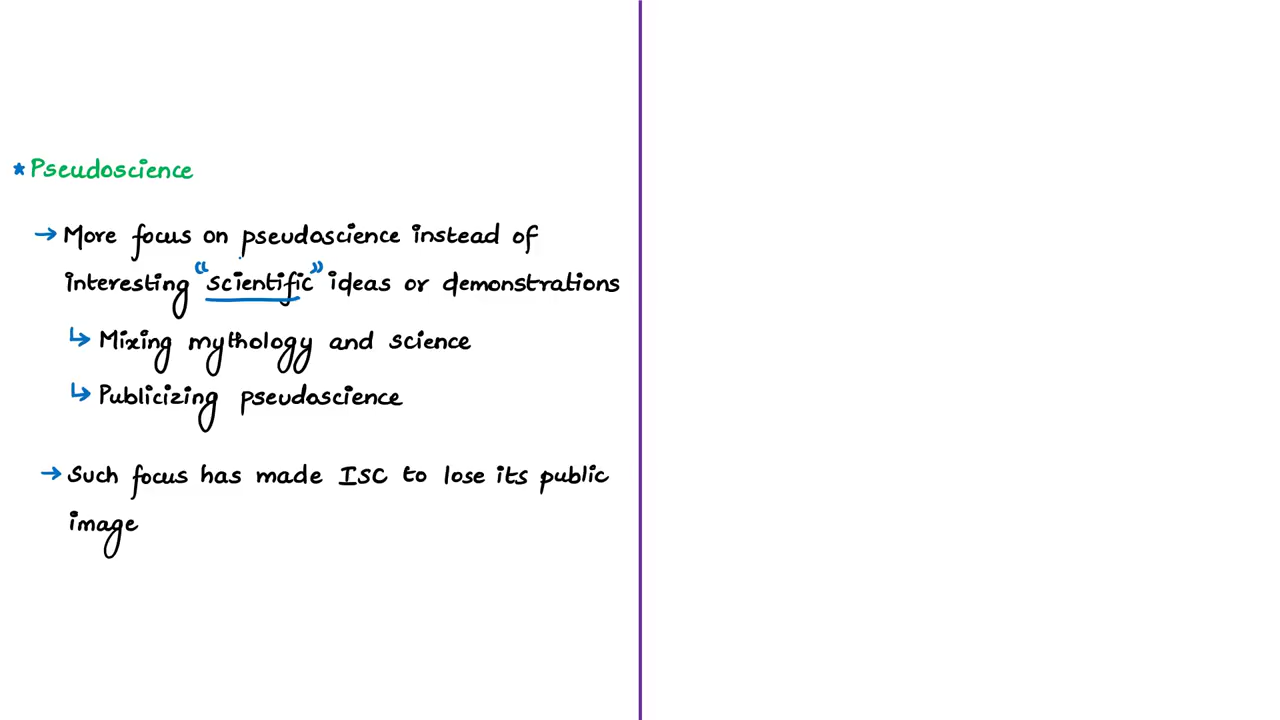 * Pseudoscience
→ More focus on pseudoscience instead of
interesting "scientific" ideas or demonstrations
↳ Mixing mythology and science
↳ Publicizing pseudoscience
→ Such focus has made ISC to lose its public
image